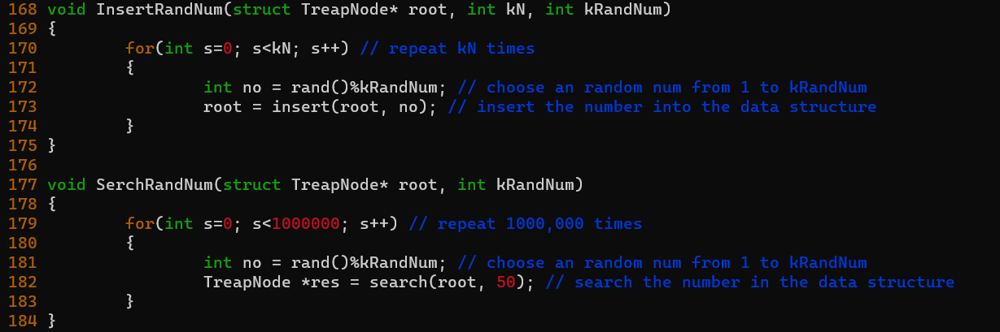 168 void InsertRandNum(struct TreapNode* root, int kN, int kRandNum)
169 {
170         for(int s=0; s<kN; s++) // repeat kN times
171         {
172                 int no = rand()%kRandNum; // choose an random num from 1 to kRandNum
173                 root = insert(root, no); // insert the number into the data structure
174         }
175 }
176
177 void SerchRandNum(struct TreapNode* root, int kRandNum)
178 {
179         for(int s=0; s<1000000; s++) // repeat 1000,000 times
180         {
181                 int no = rand()%kRandNum; // choose an random num from 1 to kRandNum
182                 TreapNode *res = search(root, 50); // search the number in the data structure
183         }
184 }